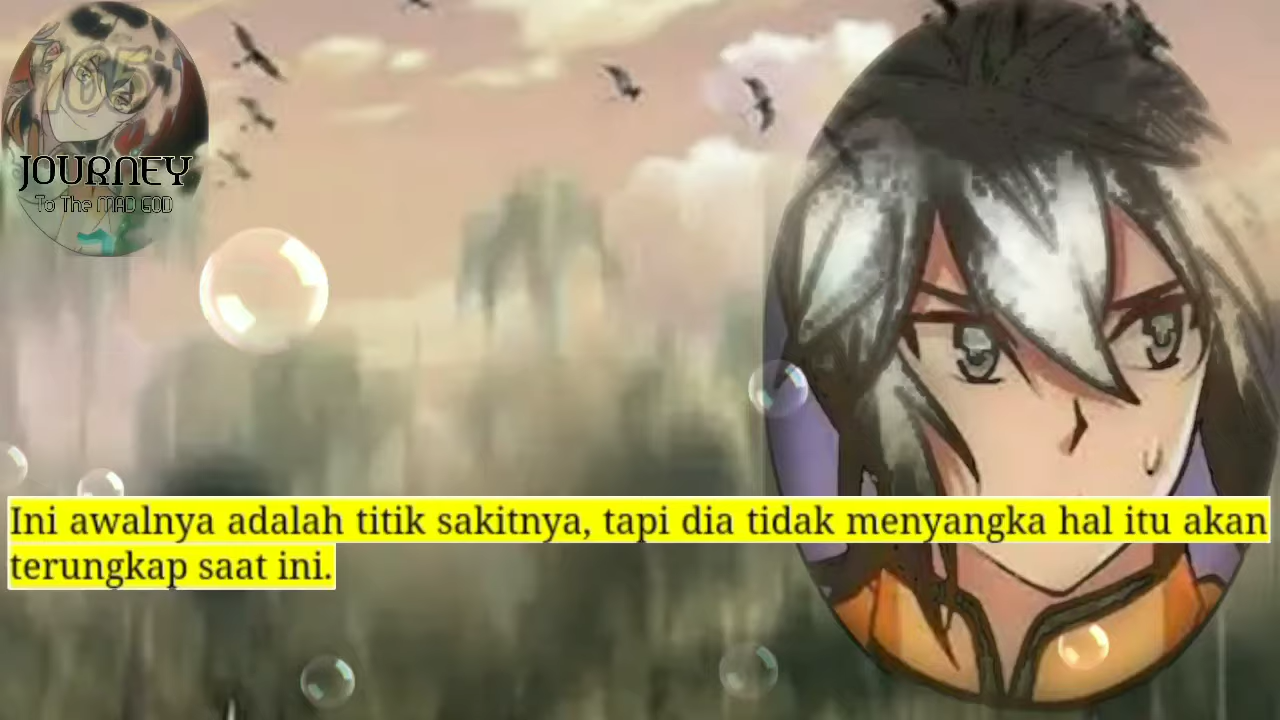 105
JOURNEY
To The MAD GOD
Ini awalnya adalah titik sakitnya, tapi dia tidak menyangka hal itu akan
terungkap saat ini.